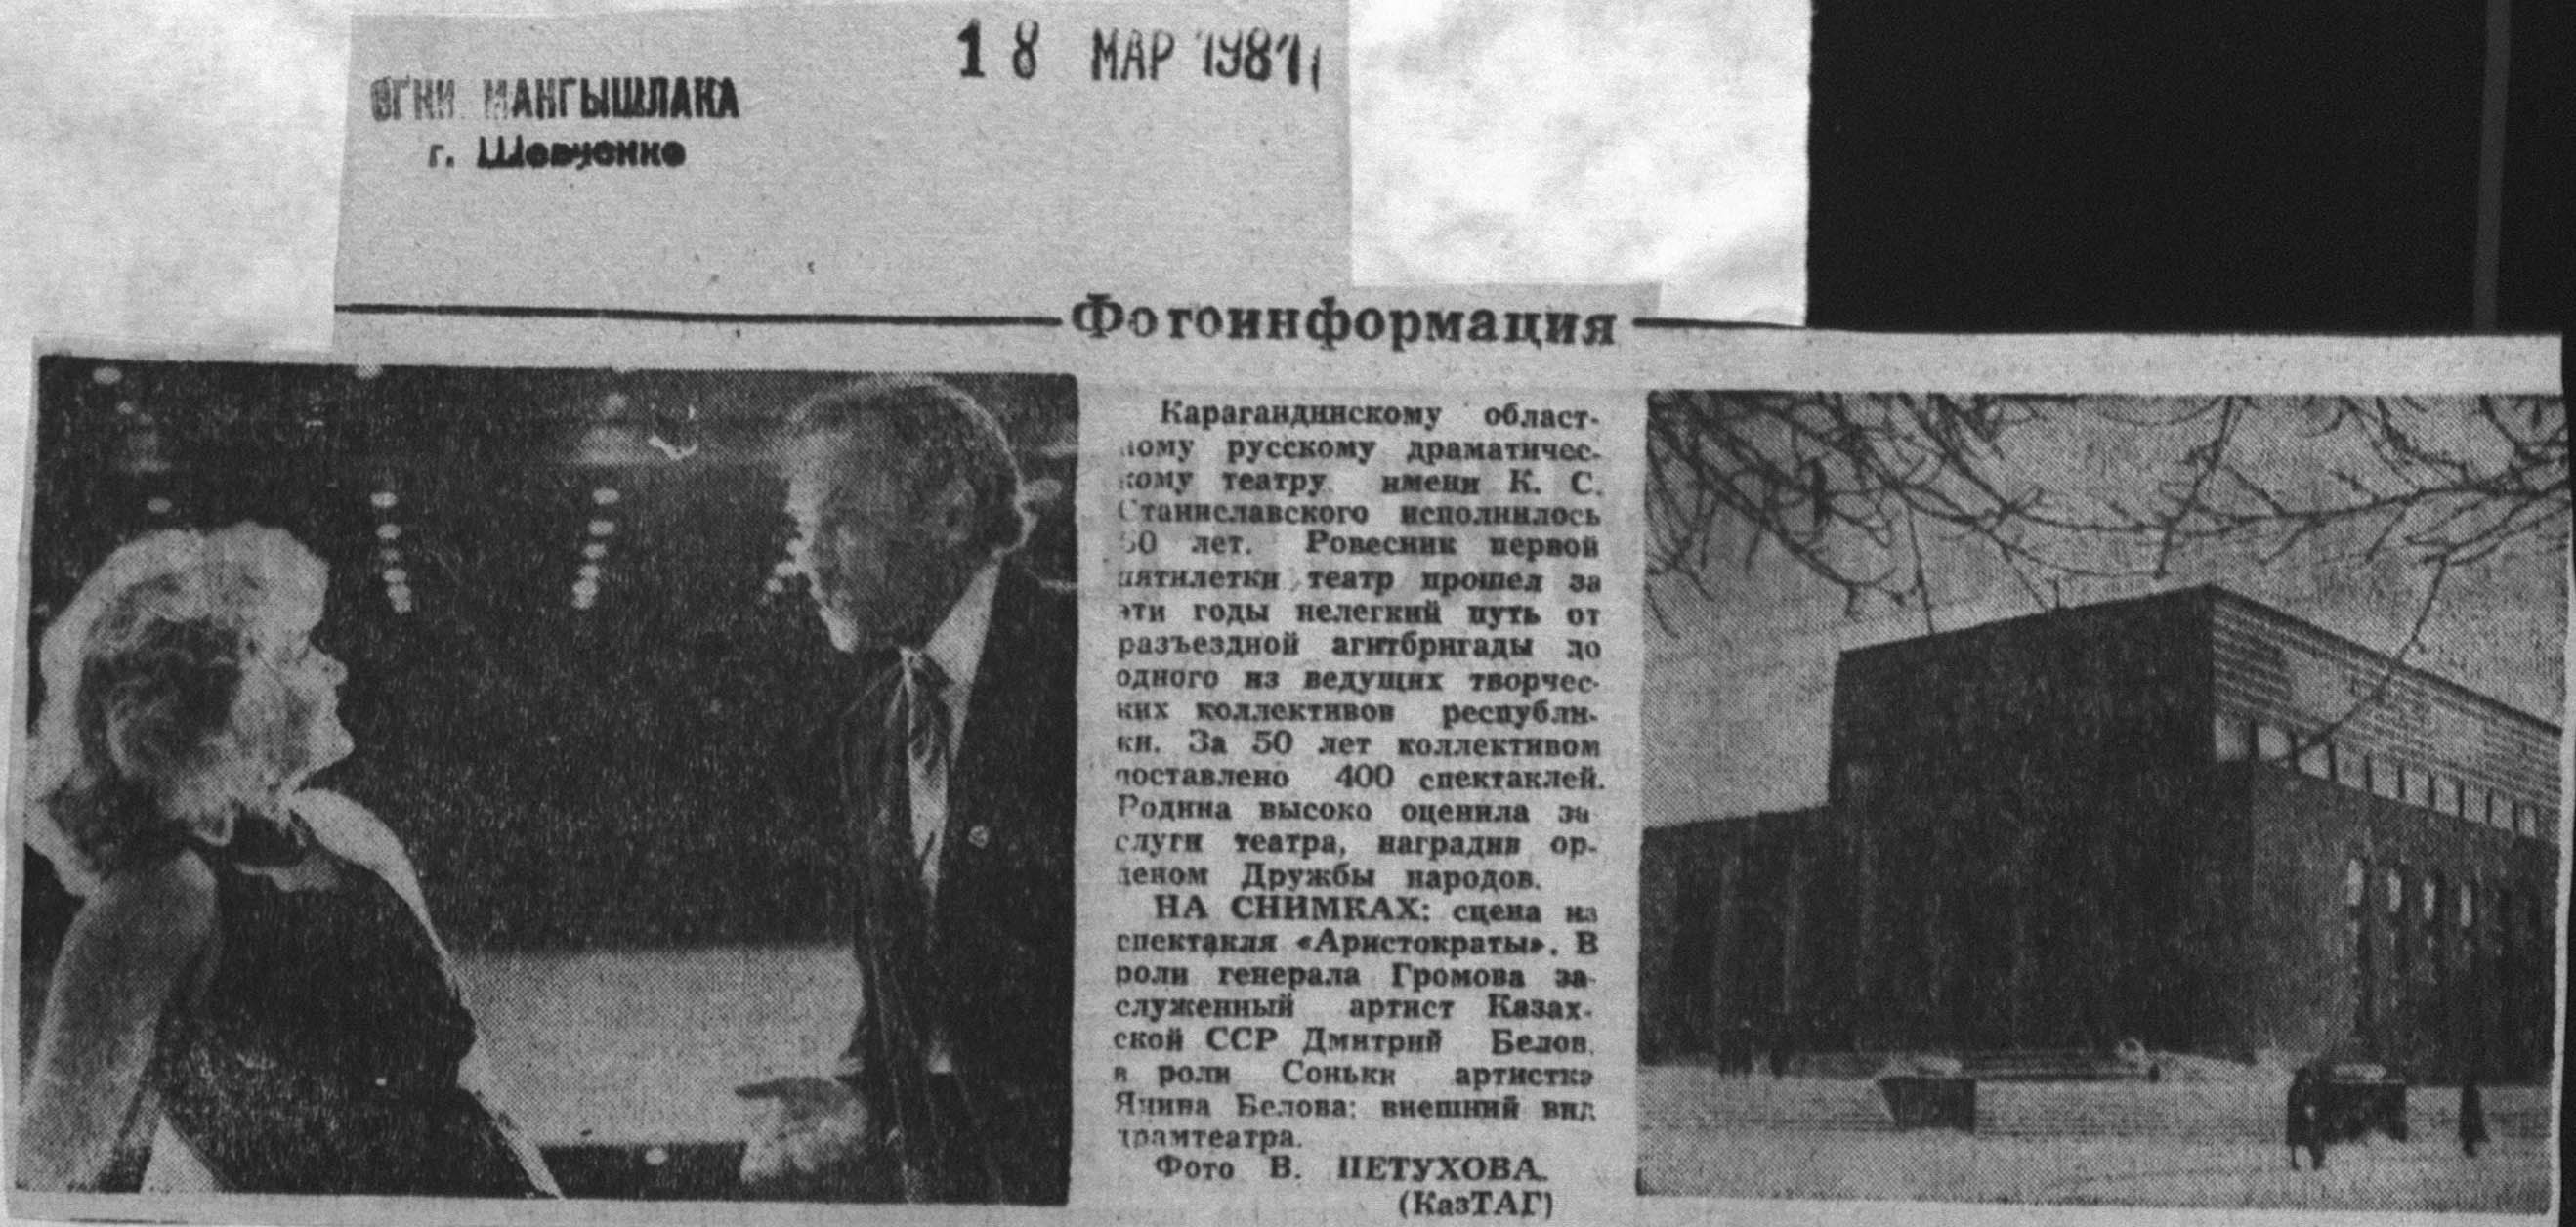 18 МАР 1981
ОГНИ МАНГЫШЛАКА
г. Шевченко
Фотоинформация
Карагандинскому област-
ному русскому драматичес-
кому театру имени К. С.
Станиславского исполнилось
50 лет. Ровесник первой
пятилетки театр прошел за
эти годы нелегкий путь от
разъездной агитбригады до
одного из ведущих творчес-
ких коллективов республи-
ки. За 50 лет коллективом
поставлено 400 спектаклей.
Родина высоко оценила за-
слуги театра, наградив ор-
деном Дружбы народов.
НА СНИМКАХ: сцена из
спектакля «Аристократы». В
роли генерала Громова за-
служенный артист Казах-
ской ССР Дмитрий Белов,
в роли Соньки артистка
Янина Белова; внешний вид
драмтеатра.
Фото В. ПЕТУХОВА.
(КазТАГ)